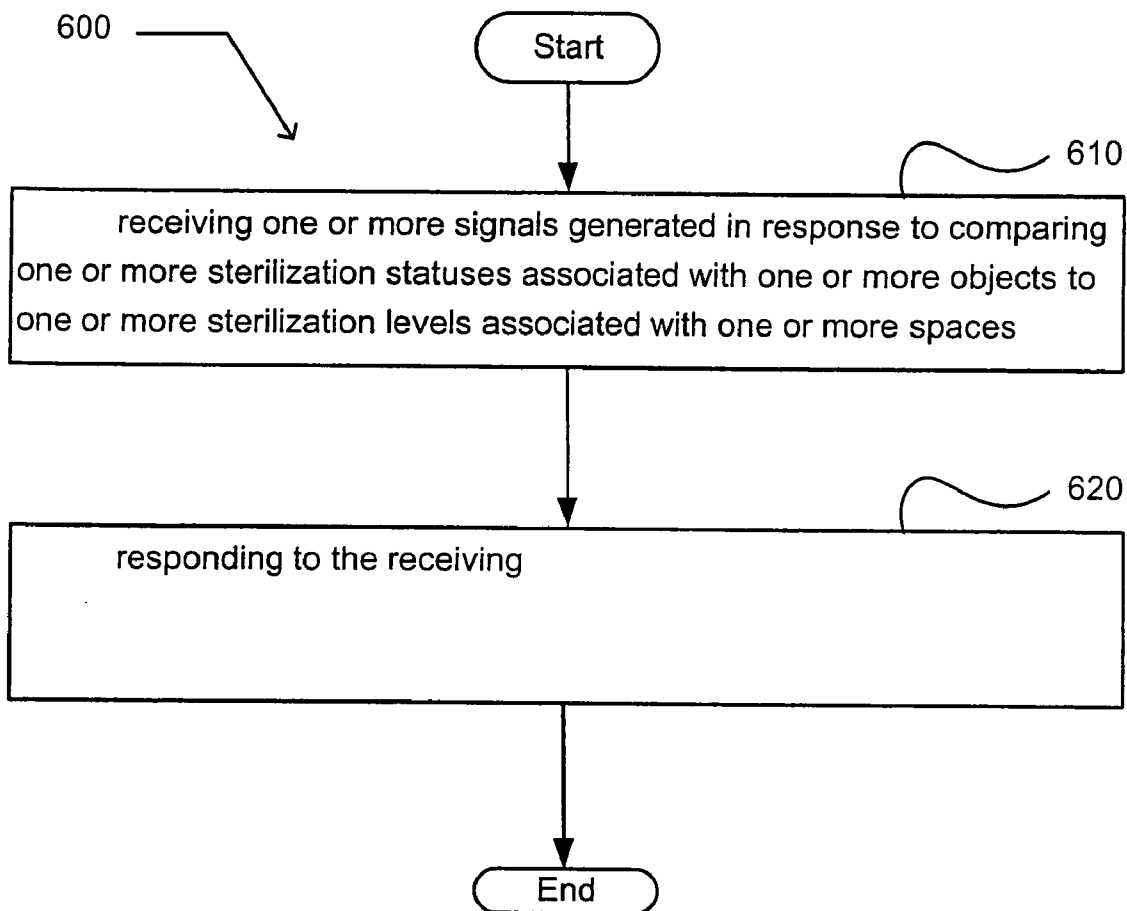 600
Start
610
receiving one or more signals generated in response to comparing
one or more sterilization statuses associated with one or more objects to
one or more sterilization levels associated with one or more spaces
620
responding to the receiving
End